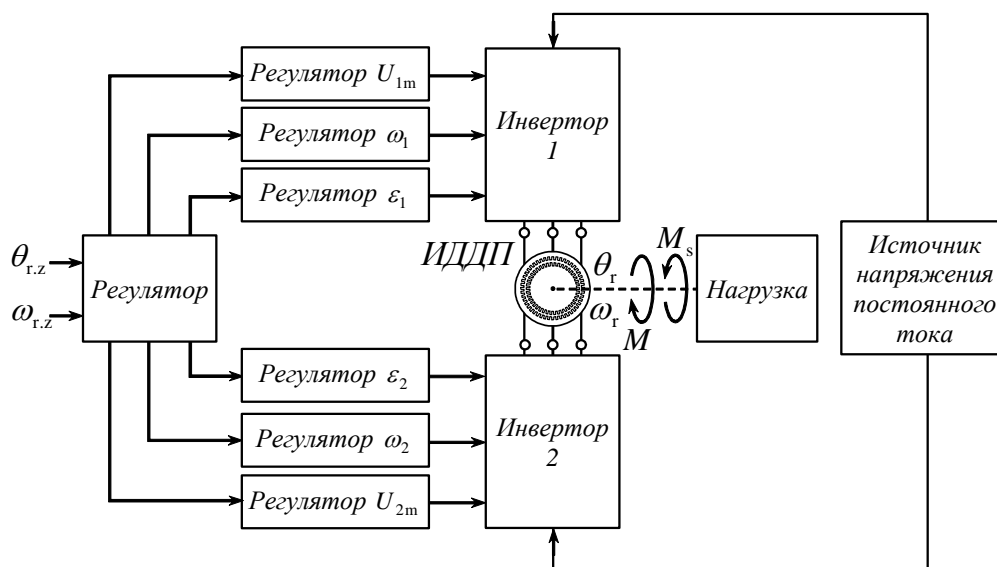 Регулятор U1m
Регулятор ω1
Регулятор ε1
Инвертор
1
ИДДП
θr.z
ωr.z
Регулятор
θr
ωr
Ms
M
Нагрузка
Источник
напряжения
постоянного
тока
Регулятор ε2
Регулятор ω2
Регулятор U2m
Инвертор
2